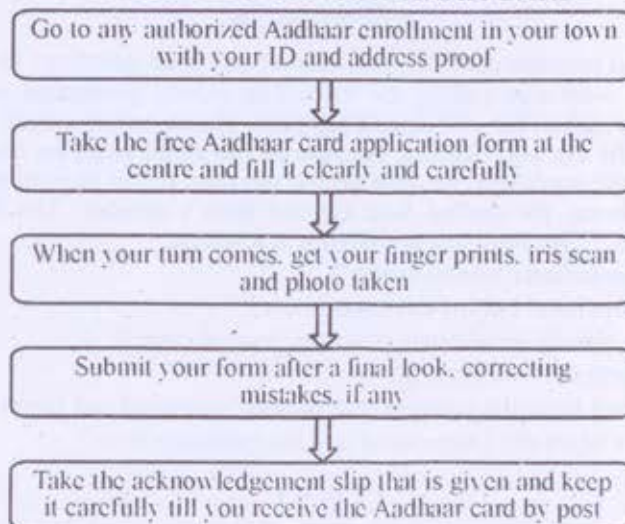 Go to any authorized Aadhaar enrollment in your town
with your ID and address proof
Take the free Aadhaar card application form at the
centre and fill it clearly and carefully
When your turn comes, get your finger prints, iris scan
and photo taken
Submit your form after a final look, correcting
mistakes, if any
Take the acknowledgement slip that is given and keep
it carefully till you receive the Aadhaar card by post